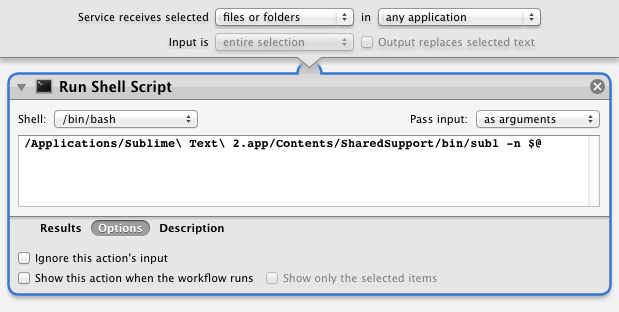 Service receives selected files or folders in any application
Input is entire selection Output replaces selected text
Run Shell Script
Shell: /bin/bash Pass input: as arguments
/Applications/Sublime\ Text\ 2.app/Contents/SharedSupport/bin/subl -n $@
Results Options Description
Ignore this action's input
Show this action when the workflow runs Show only the selected items